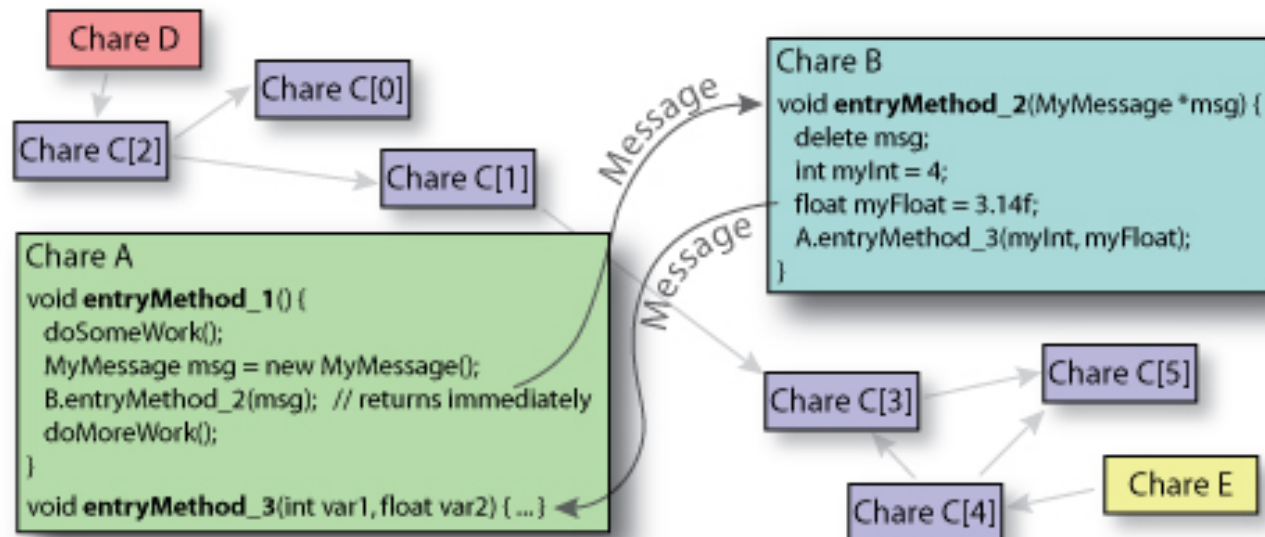 Chare D
Chare C[0]
Chare C[2]
Chare C[1]
Message
Message
Chare B
void entryMethod_2(MyMessage *msg) {
delete msg;
int myInt = 4;
float myFloat = 3.14f;
A.entryMethod_3(myInt, myFloat);
}
Chare A
void entryMethod_1() {
doSomeWork();
MyMessage msg = new MyMessage();
B.entryMethod_2(msg); // returns immediately
doMoreWork();
}
void entryMethod_3(int var1, float var2) { ... }
Chare C[3]
Chare C[5]
Chare C[4]
Chare E